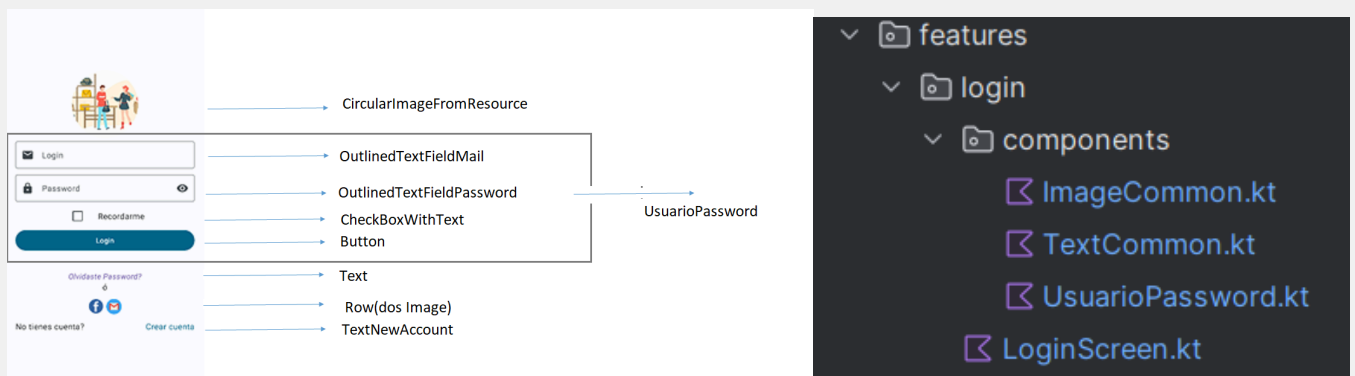 CircularImageFromResource
Login
OutlinedTextFieldMail
Password
OutlinedTextFieldPassword
UsuarioPassword
Recordarme
CheckBoxWithText
Login
Button
Olvidaste Password?
Text
ó
Row(dos Image)
No tienes cuenta?
Crear cuenta
TextNewAccount
features
login
components
ImageCommon.kt
TextCommon.kt
UsuarioPassword.kt
LoginScreen.kt